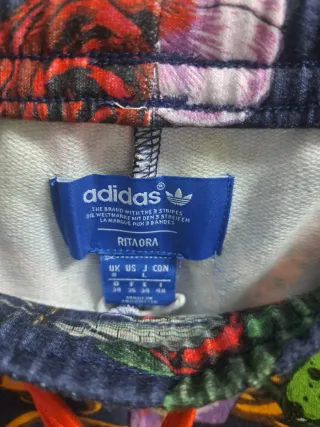 adidas®
THE BRAND WITH THE 3 STRIPES
DIE WELTMARKE MIT DEN 3 STREIFEN
LA MARQUE AUX 3 BANDES
RITA ORA
UK US J CDN
L
D F E I